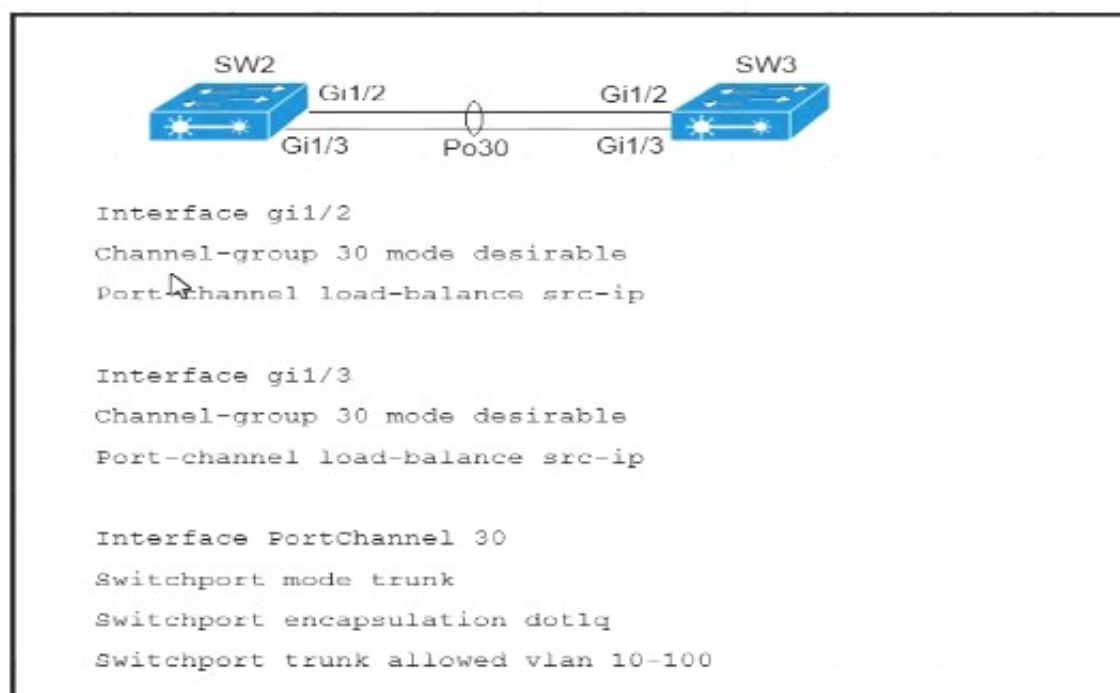 SW2
SW3
Gi1/2
Gi1/2
Gi1/3
Po30
Gi1/3
Interface gi1/2
Channel-group 30 mode desirable
Port-channel load-balance src-ip
Interface gi1/3
Channel-group 30 mode desirable
Port-channel load-balance src-ip
Interface PortChannel 30
Switchport mode trunk
Switchport encapsulation dot1q
Switchport trunk allowed vlan 10-100